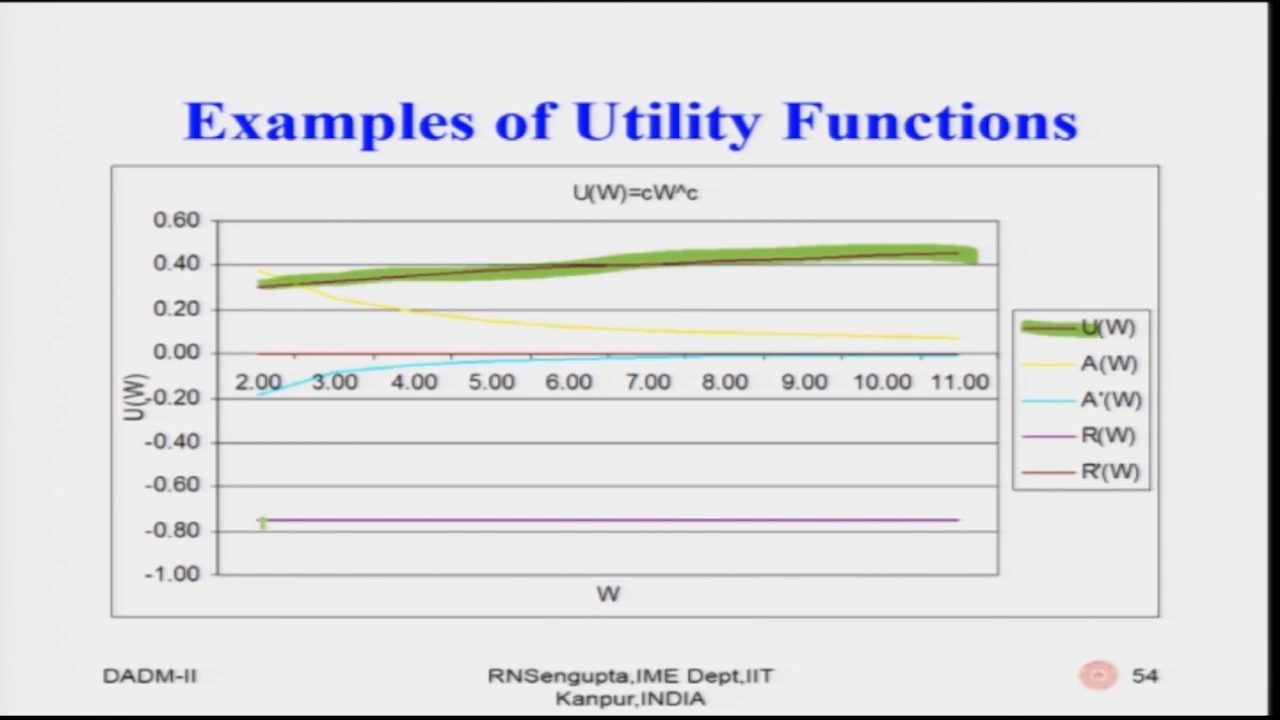 Examples of Utility Functions
U(W)=cW^c
0.60
0.40
0.20
0.00
-0.20
-0.40
-0.60
-0.80
-1.00
U(W)
2.00 3.00 4.00 5.00 6.00 7.00 8.00 9.00 10.00 11.00
W
U(W)
A(W)
A'(W)
R(W)
R'(W)
DADM-II
RNSengupta,IME Dept,IIT
Kanpur,INDIA
54